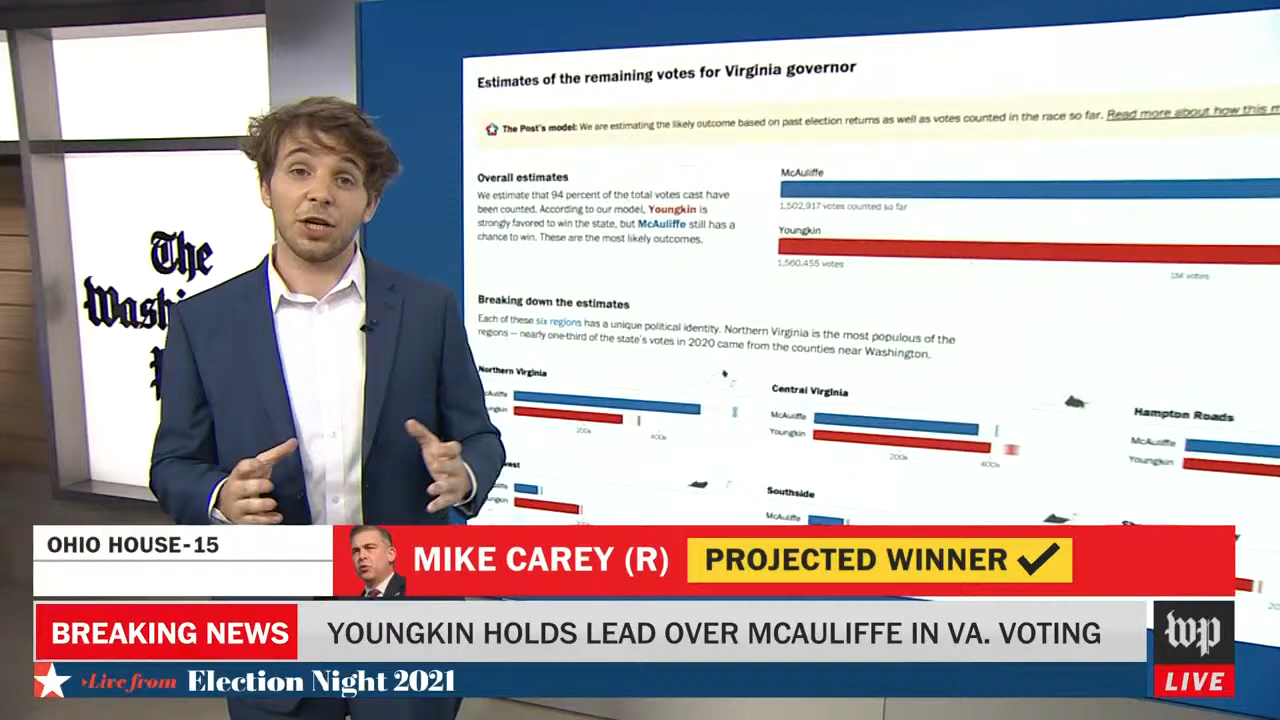 Estimates of the remaining votes for Virginia governor
The Post's model: We are estimating the likely outcome based on past election returns as well as votes counted in the race so far. Read more about how this m
Overall estimates
We estimate that 94 percent of the total votes cast have
been counted. According to our model, Youngkin is
strongly favored to win the state, but McAuliffe still has a
chance to win. These are the most likely outcomes.
McAuliffe
1,502,917 votes counted so far
Youngkin
1,560,455 votes
Breaking down the estimates
Each of these six regions has a unique political identity. Northern Virginia is the most populous of the
regions — nearly one-third of the state's votes in 2020 came from the counties near Washington.
Northern Virginia
200k
400k
Central Virginia
McAuliffe
Youngkin
200k
400k
Hampton Roads
McAuliffe
Youngkin
Southside
McAuliffe
The
Wash
OHIO HOUSE-15
MIKE CAREY (R)
PROJECTED WINNER
BREAKING NEWS
YOUNGKIN HOLDS LEAD OVER MCAULIFFE IN VA. VOTING
wp
LIVE
Live from Election Night 2021